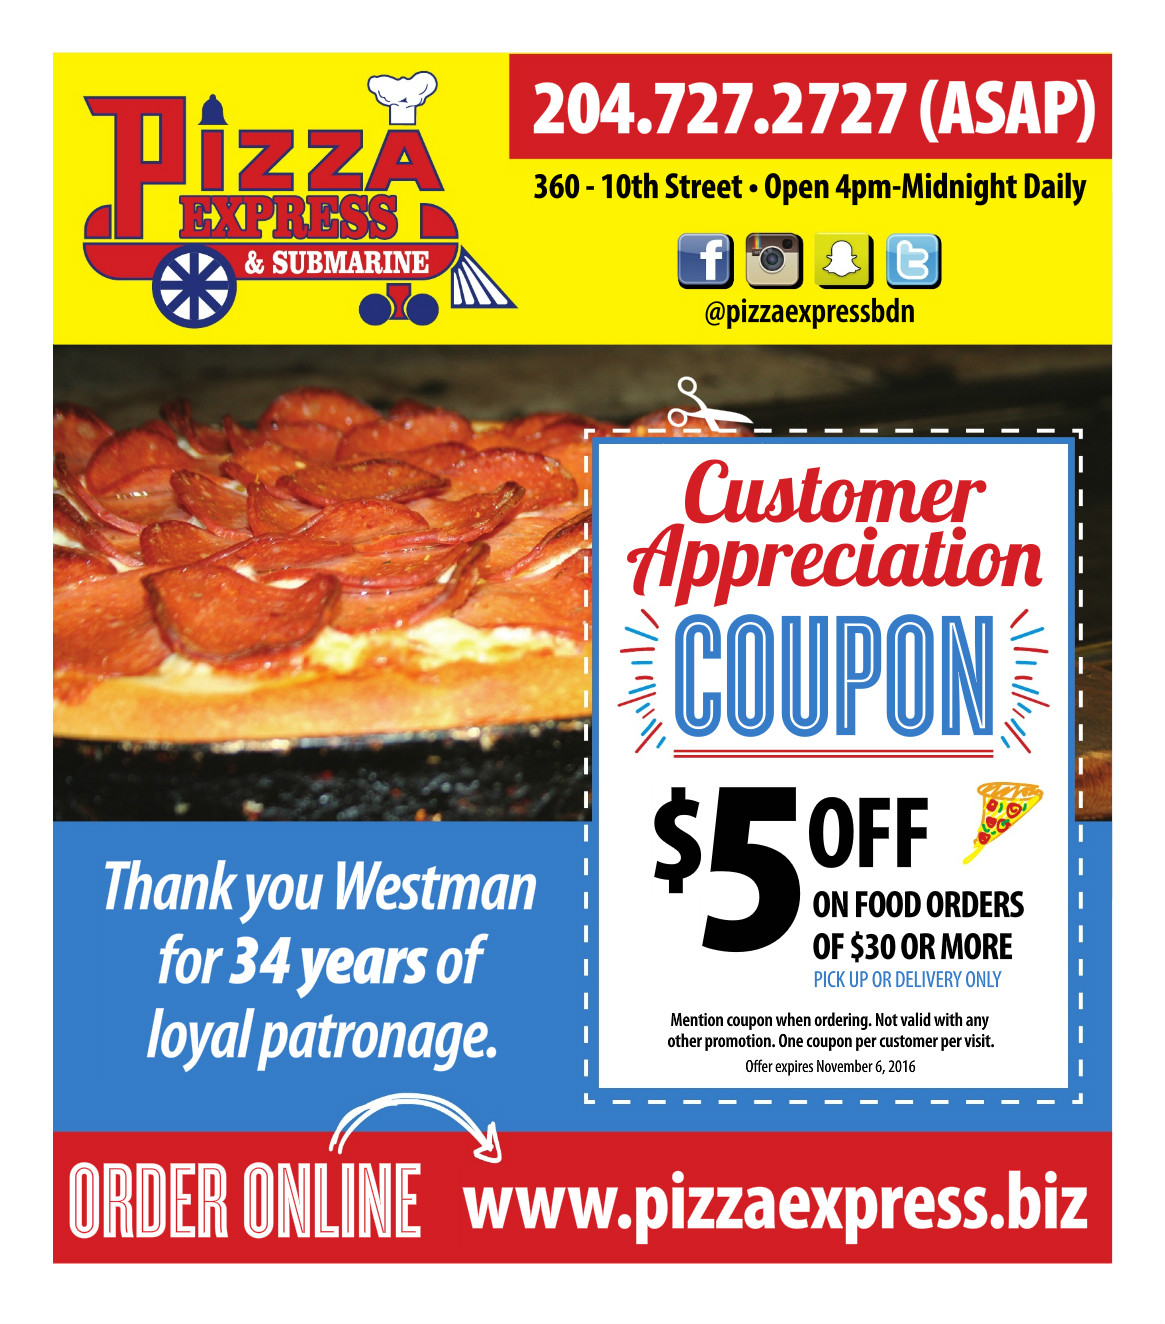 PIZZA
EXPRESS
& SUBMARINE
204.727.2727 (ASAP)
360 - 10th Street • Open 4pm-Midnight Daily
@pizzaexpressbdn
Customer
Appreciation
COUPON
$5 OFF
ON FOOD ORDERS
OF $30 OR MORE
PICK UP OR DELIVERY ONLY
Mention coupon when ordering. Not valid with any
other promotion. One coupon per customer per visit.
Offer expires November 6, 2016
Thank you Westman
for 34 years of
loyal patronage.
ORDER ONLINE
www.pizzaexpress.biz